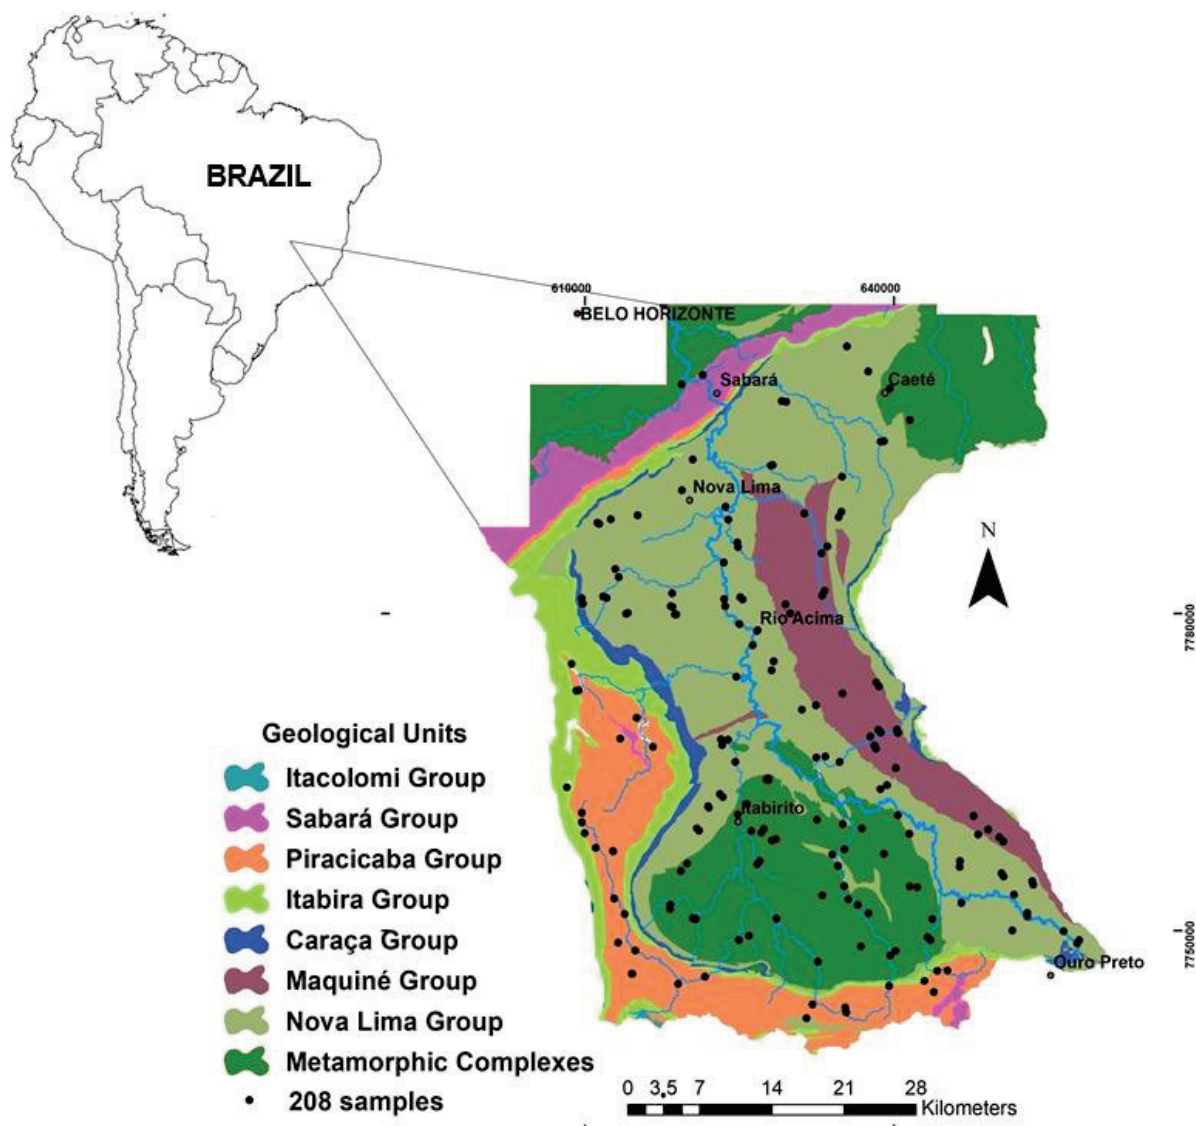 BRAZIL
610000
640000
BELO HORIZONTE
Sabará
Caeté
Nova Lima
N
Rio Acima
7780000
Geological Units
Itacolomi Group
Sabará Group
Piracicaba Group
Itabira Group
Caraça Group
Maquiné Group
Nova Lima Group
Metamorphic Complexes
208 samples
Itabirito
7750000
Ouro Preto
0 3,5 7 14 21 28
Kilometers